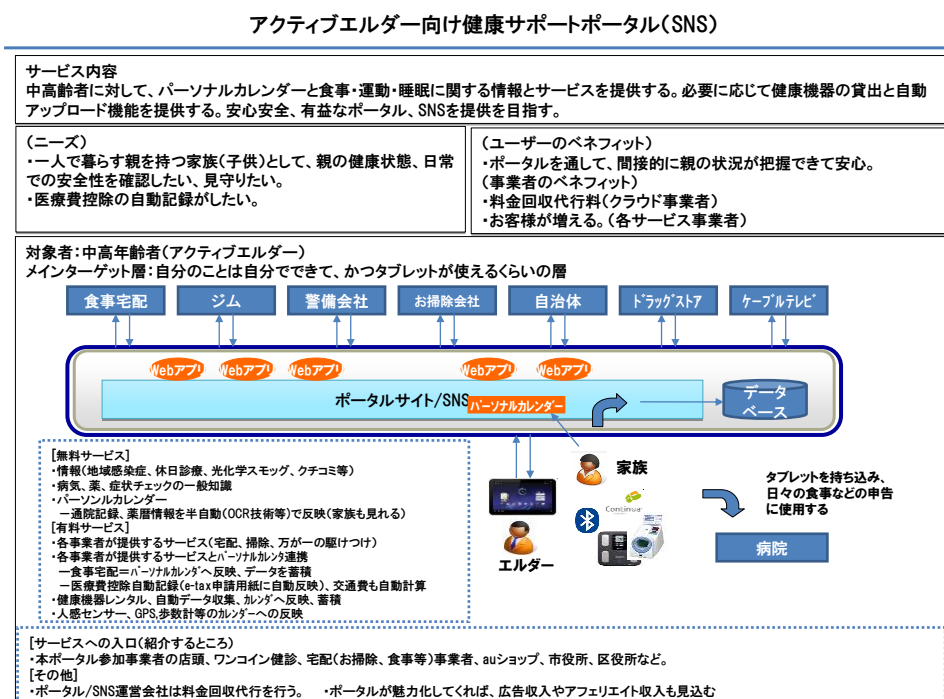 アクティブエルダー向け健康サポートポータル(SNS)
サービス内容
中高齢者に対して、パーソナルカレンダーと食事・運動・睡眠に関する情報とサービスを提供する。必要に応じて健康機器の貸出と自動
アップロード機能を提供する。安心安全、有益なポータル、SNSを提供を目指す。
(ニーズ)
・一人で暮らす親を持つ家族(子供)として、親の健康状態、日常
での安全性を確認したい、見守りたい。
・医療費控除の自動記録がしたい。
(ユーザーのベネフィット)
・ポータルを通して、間接的に親の状況が把握できて安心。
(事業者のベネフィット)
・料金回収代行料(クラウド事業者)
・お客様が増える。(各サービス事業者)
対象者:中高年齢者(アクティブエルダー)
メインターゲット層:自分のことは自分でできて、かつタブレットが使えるくらいの層
食事宅配
ジム
警備会社
お掃除会社
自治体
ドラッグストア
ケーブルテレビ
Webアプリ
Webアプリ
Webアプリ
Webアプリ
Webアプリ
ポータルサイト/SNS
パーソナルカレンダー
データ
ベース
[無料サービス]
・情報(地域感染症、休日診療、光化学スモッグ、クチコミ等)
・病気、薬、症状チェックの一般知識
・パーソンルカレンダー
−通院記録、薬暦情報を半自動(OCR技術等)で反映(家族も見れる)
[有料サービス]
・各事業者が提供するサービス(宅配、掃除、万が一の駆けつけ)
・各事業者が提供するサービスとパーソナルカレンタ連携
−食事宅配=パーソナルカレンダへ反映、データを蓄積
−医療費控除自動記録(e-tax申請用紙に自動反映)、交通費も自動計算
・健康機器レンタル、自動データ収集、カレンダへ反映、蓄積
・人感センサー、GPS,歩数計等のカレンダーへの反映
家族
Continua
エルダー
タブレットを持ち込み、
日々の食事などの申告
に使用する
病院
[サービスへの入口(紹介するところ)
・本ポータル参加事業者の店頭、ワンコイン健診、宅配(お掃除、食事等)事業者、auショップ、市役所、区役所など。
[その他]
・ポータル/SNS運営会社は料金回収代行を行う。 ・ポータルが魅力化してくれば、広告収入やアフェリエイト収入も見込む